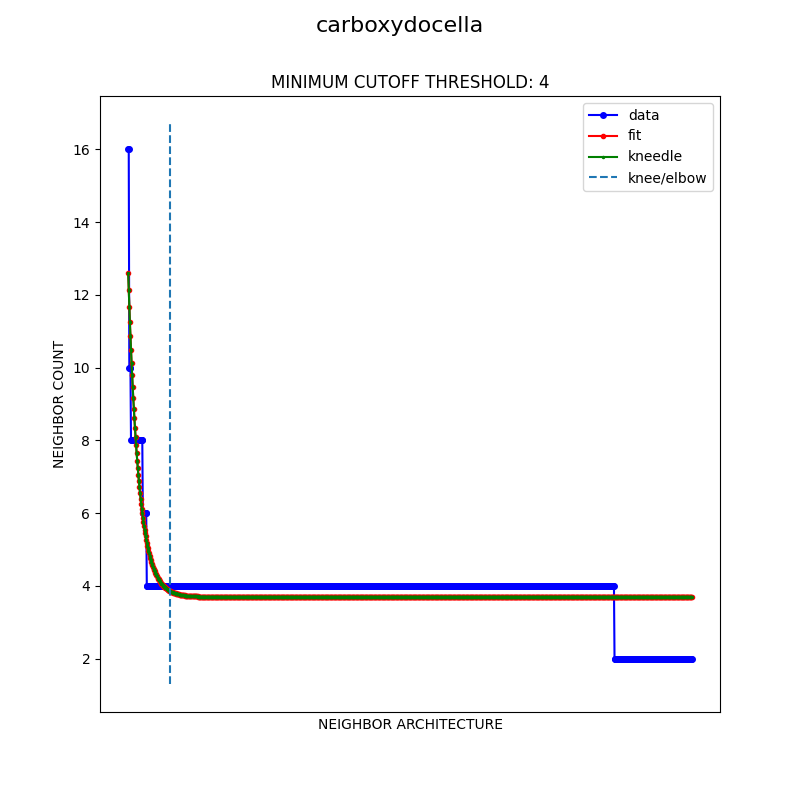 carboxydocella
MINIMUM CUTOFF THRESHOLD: 4
data
fit
kneedle
knee/elbow
16
14
12
10
8
6
4
2
NEIGHBOR COUNT
NEIGHBOR ARCHITECTURE